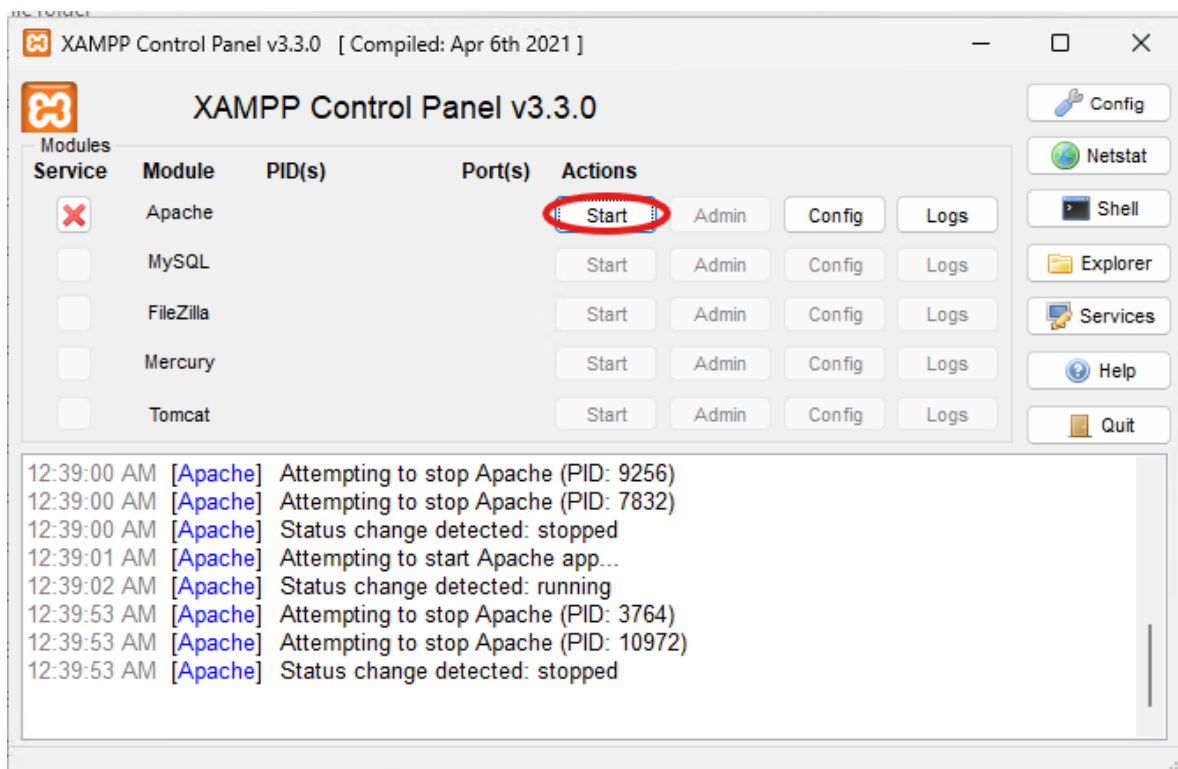 XAMPP Control Panel v3.3.0 [ Compiled: Apr 6th 2021 ]
XAMPP Control Panel v3.3.0
Config
Modules
Netstat
Service Module PID(s) Port(s) Actions
Apache Start Admin Config Logs
Shell
MySQL Start Admin Config Logs
Explorer
FileZilla Start Admin Config Logs
Services
Mercury Start Admin Config Logs
Help
Tomcat Start Admin Config Logs
Quit
12:39:00 AM [Apache] Attempting to stop Apache (PID: 9256)
12:39:00 AM [Apache] Attempting to stop Apache (PID: 7832)
12:39:00 AM [Apache] Status change detected: stopped
12:39:01 AM [Apache] Attempting to start Apache app...
12:39:02 AM [Apache] Status change detected: running
12:39:53 AM [Apache] Attempting to stop Apache (PID: 3764)
12:39:53 AM [Apache] Attempting to stop Apache (PID: 10972)
12:39:53 AM [Apache] Status change detected: stopped